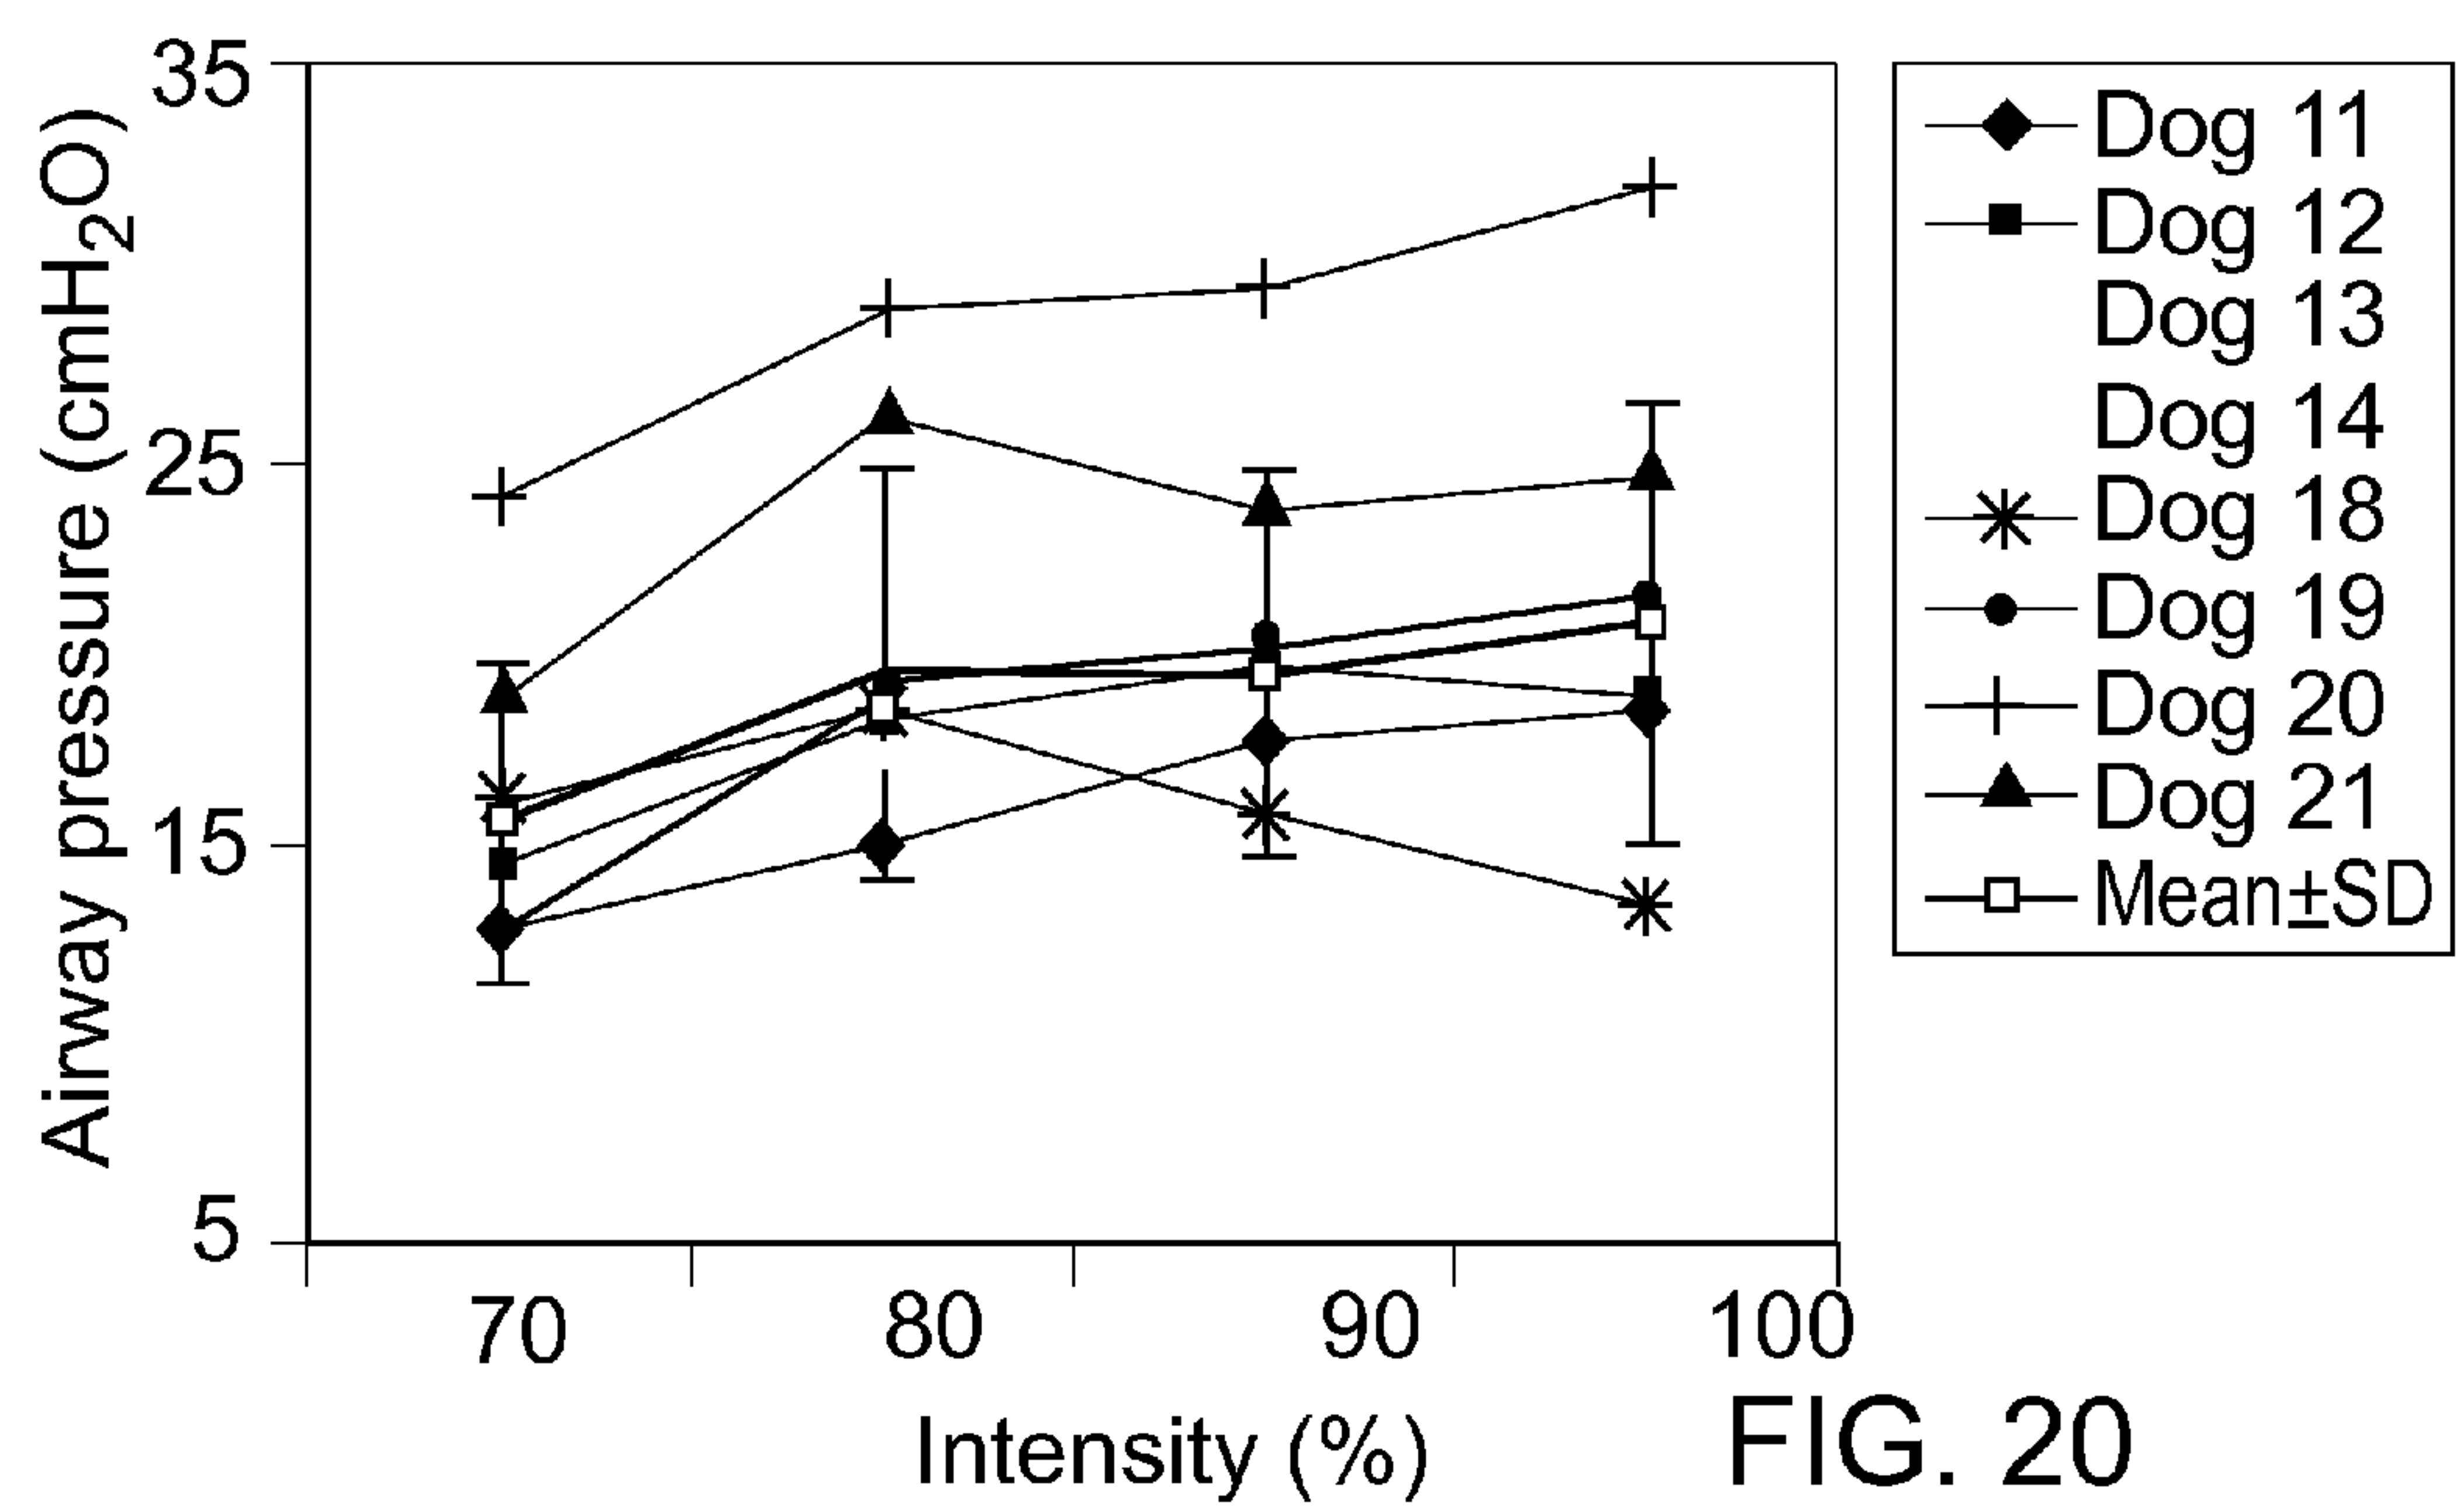 Airway pressure (cmH₂O)
35
25
15
5
70 80 90 100
Intensity (%)
Dog 11
Dog 12
Dog 13
Dog 14
Dog 18
Dog 19
Dog 20
Dog 21
Mean±SD
FIG. 20